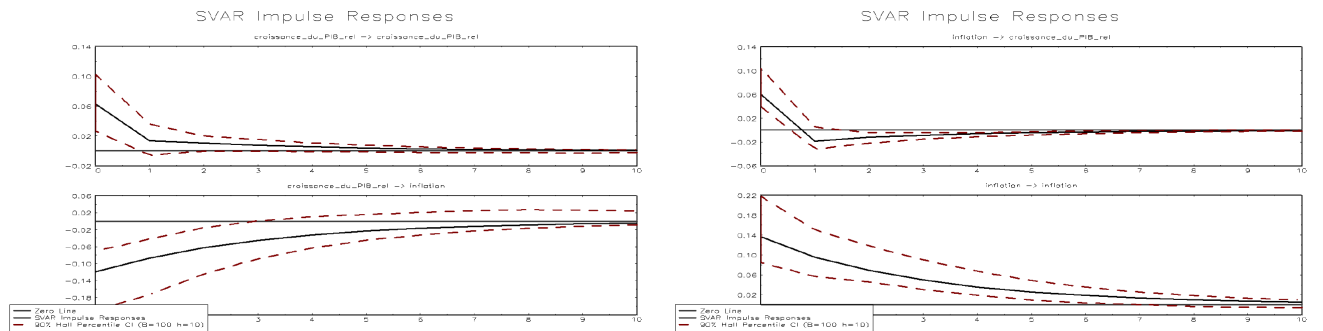 SVAR Impulse Responses
croissance_du_PIB_rel -> croissance_du_PIB_rel
0.14
0.10
0.06
0.02
-0.02
0 1 2 3 4 5 6 7 8 9 10
croissance_du_PIB_rel -> inflation
0.06
0.02
-0.02
-0.06
-0.10
-0.14
-0.18
3 4 5 6 7 8 9 10
Zero Line
SVAR Impulse Responses
90% Hall Percentile CI (B=100 h=10)
SVAR Impulse Responses
inflation -> croissance_du_PIB_rel
0.14
0.10
0.06
0.02
-0.02
-0.06
0 1 2 3 4 5 6 7 8 9 10
inflation -> inflation
0.22
0.18
0.14
0.10
0.06
0.02
3 4 5 6 7 8 9 10
Zero Line
SVAR Impulse Responses
90% Hall Percentile CI (B=100 h=10)